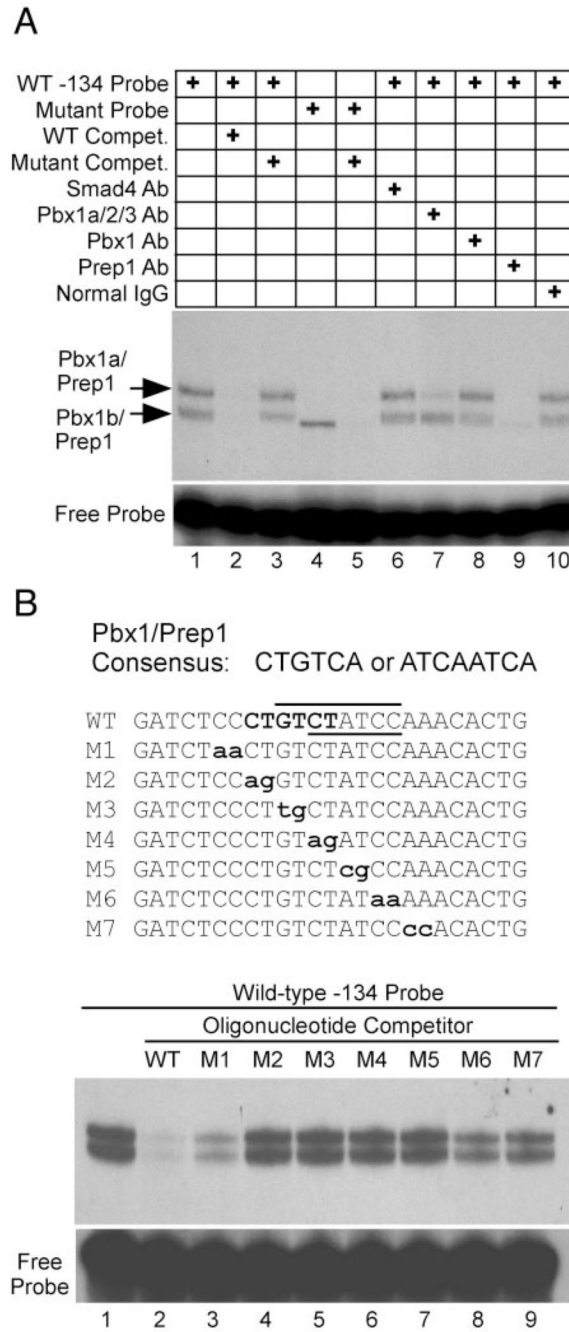 A
WT -134 Probe + + + + + + + +
Mutant Probe + +
WT Compet. +
Mutant Compet. + +
Smad4 Ab +
Pbx1a/2/3 Ab +
Pbx1 Ab +
Prep1 Ab +
Normal IgG +
Pbx1a/
Prep1
Pbx1b/
Prep1
Free Probe
1 2 3 4 5 6 7 8 9 10
B
Pbx1/Prep1
Consensus: CTGTCA or ATCAATCA
WT GATCTCCCTGTCTATCCAAACACTG
M1 GATCTaaCTGTCTATCCAAACACTG
M2 GATCTCCagGTCTATCCAAACACTG
M3 GATCTCCCTtgCTATCCAAACACTG
M4 GATCTCCCTGTagATCCAAACACTG
M5 GATCTCCCTGTCTcgCCAAACACTG
M6 GATCTCCCTGTCTATaaAAACACTG
M7 GATCTCCCTGTCTATCCccACACTG
Wild-type -134 Probe
Oligonucleotide Competitor
WT M1 M2 M3 M4 M5 M6 M7
Free
Probe
1 2 3 4 5 6 7 8 9